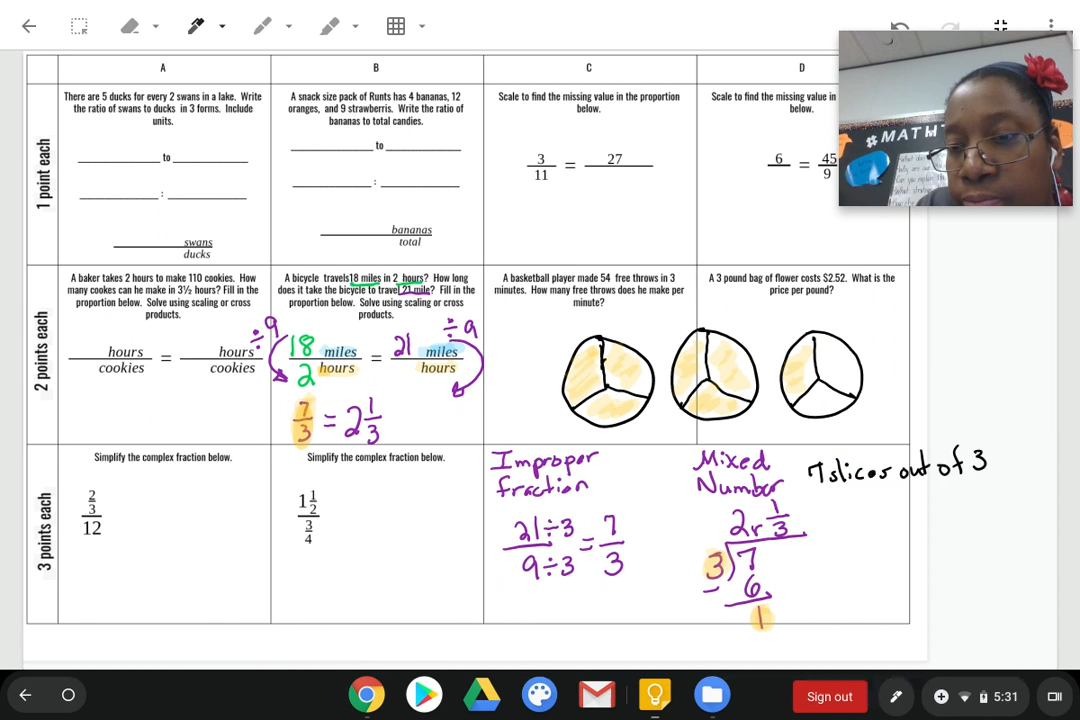 A
B
C
D
1 point each
There are 5 ducks for every 2 swans in a lake. Write
the ratio of swans to ducks in 3 forms. Include
units.
to
:
swans
ducks
A snack size pack of Runts has 4 bananas, 12
oranges, and 9 strawberris. Write the ratio of
bananas to total candies.
to
:
bananas
total
Scale to find the missing value in the proportion
below.
3/11 = 27
Scale to find the missing value in
below.
6 = 45/9
#MATH
2 points each
A baker takes 2 hours to make 110 cookies. How
many cookes can he make in 3½ hours? Fill in the
proportion below. Solve using scaling or cross
products.
hours/cookies = hours/cookies
A bicycle travels 18 miles in 2 hours? How long
does it take the bicycle to travel 21 mile? Fill in the
proportion below. Solve using scaling or cross
products.
÷9
÷9
18 miles/2 hours = 21 miles/hours
7/3 = 2 1/3
A basketball player made 54 free throws in 3
minutes. How many free throws does he make per
minute?
A 3 pound bag of flower costs $2.52. What is the
price per pound?
3 points each
Simplify the complex fraction below.
2/3
12
Simplify the complex fraction below.
1 1/2
3/4
Improper
fraction
21÷3/9÷3 = 7/3
Mixed
Number
2r 1/3
3)7
- 6
1
7 slices out of 3
Sign out
5:31